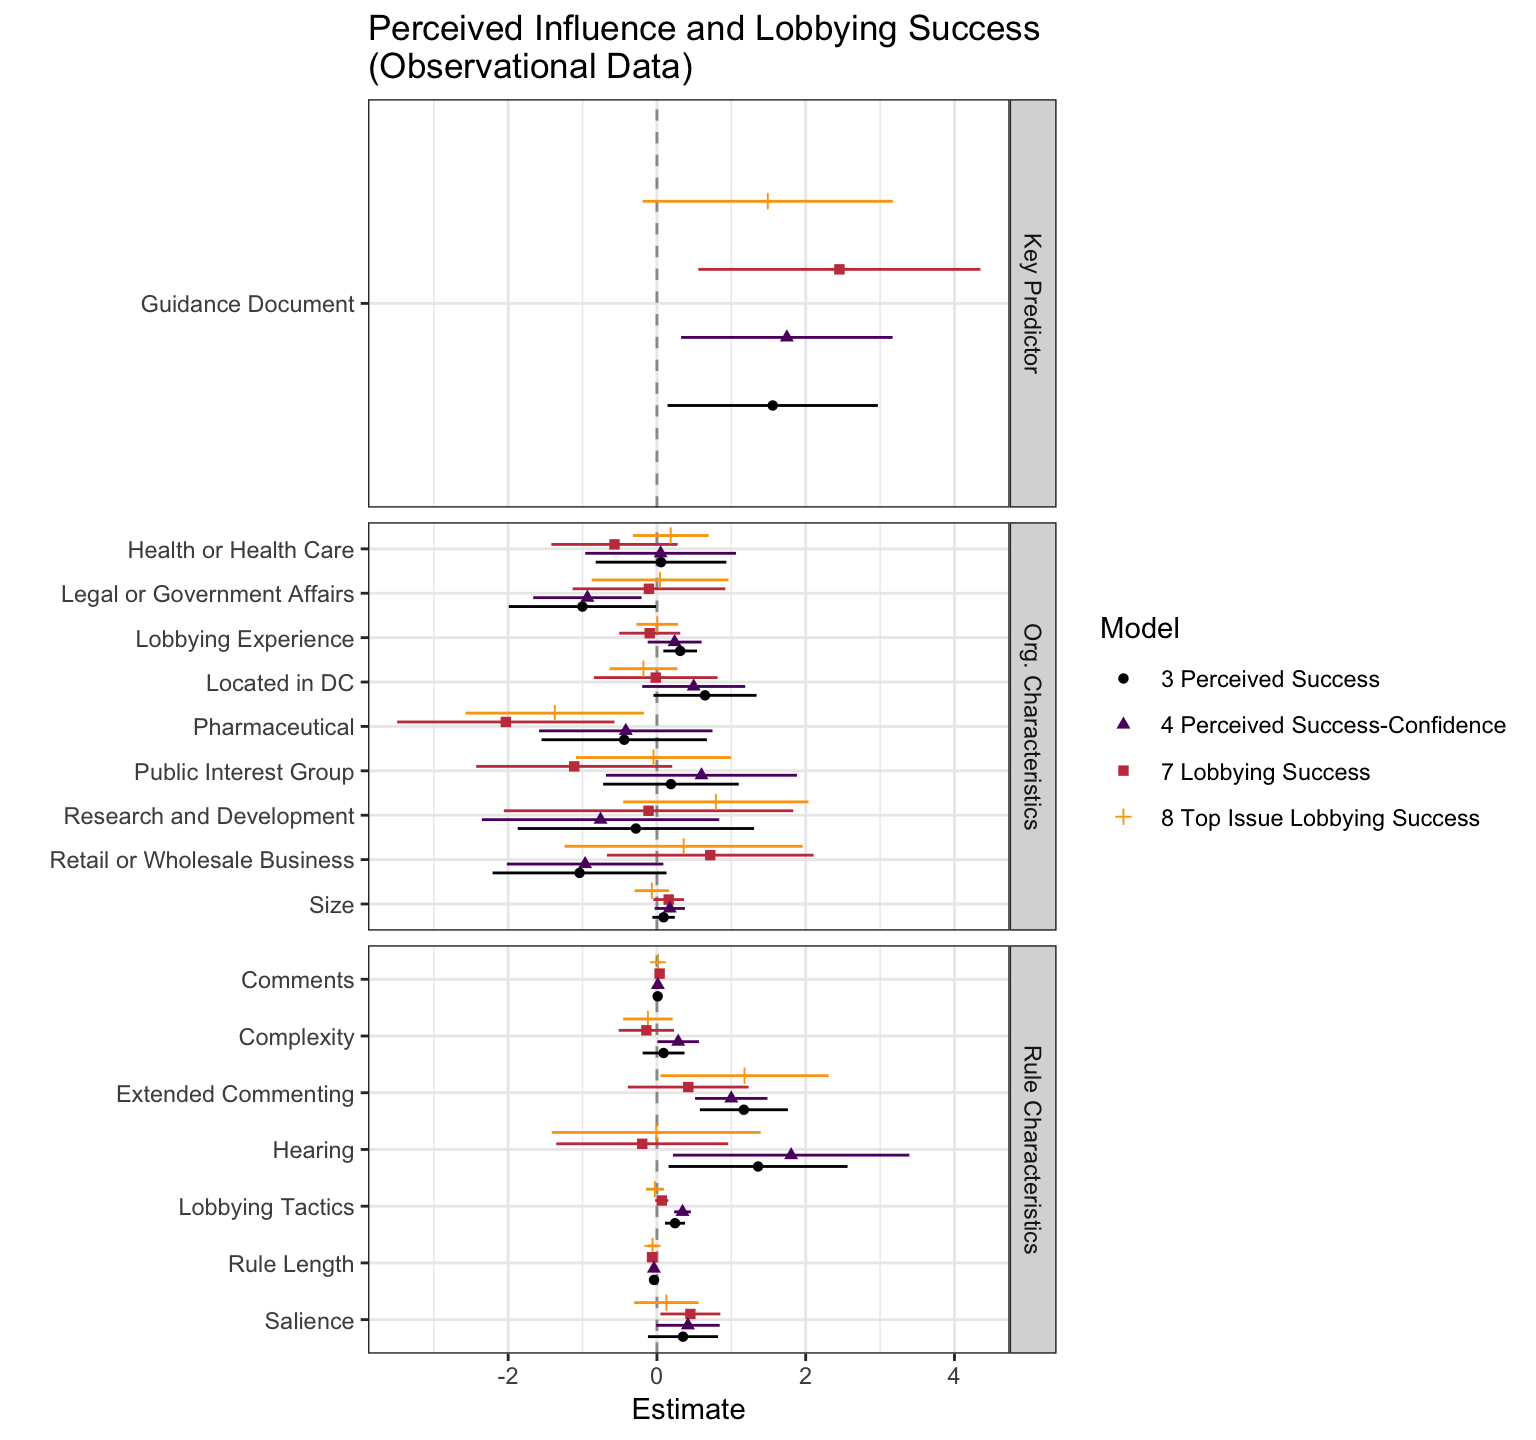 Perceived Influence and Lobbying Success
(Observational Data)
Guidance Document
Key Predictor
Health or Health Care
Legal or Government Affairs
Lobbying Experience
Located in DC
Pharmaceutical
Public Interest Group
Research and Development
Retail or Wholesale Business
Size
Org. Characteristics
Comments
Complexity
Extended Commenting
Hearing
Lobbying Tactics
Rule Length
Salience
Rule Characteristics
-2 0 2 4
Estimate
Model
3 Perceived Success
4 Perceived Success-Confidence
7 Lobbying Success
8 Top Issue Lobbying Success